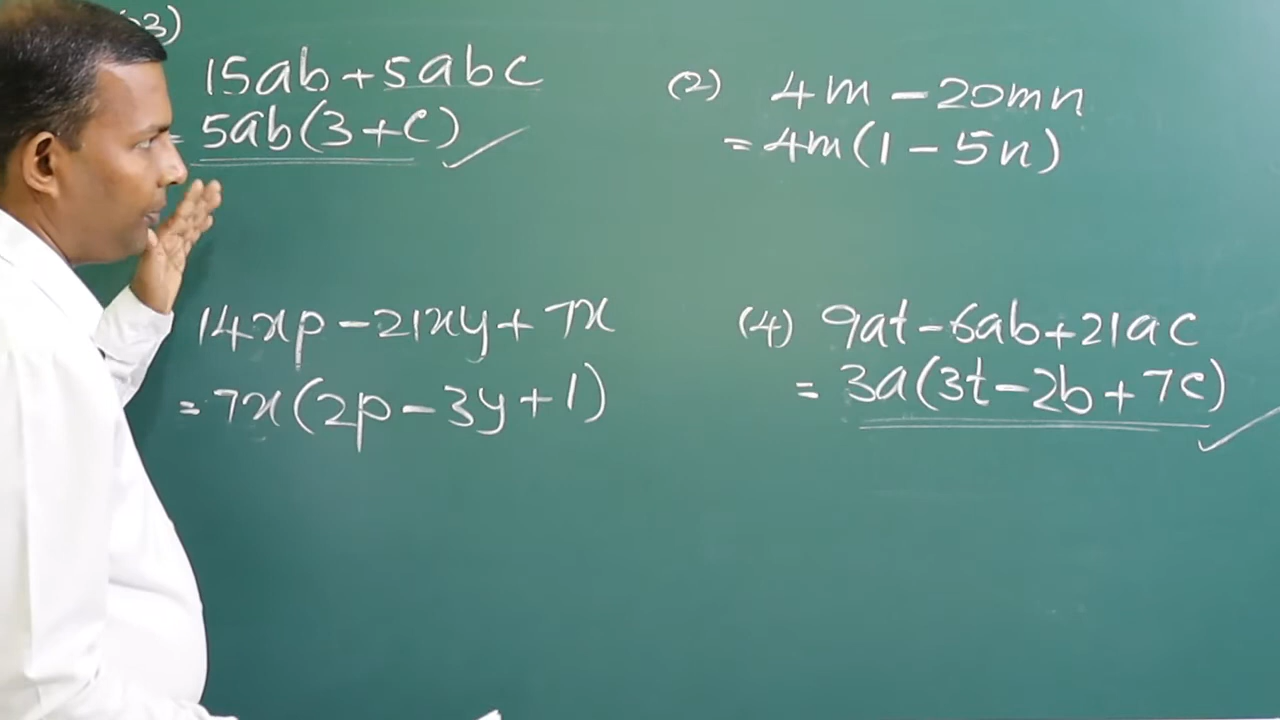 3)
15ab + 5abc
= 5ab(3 + c)
(2) 4m - 20mn
= 4m(1 - 5n)
14xp - 21xy + 7x
= 7x(2p - 3y + 1)
(4) 9at - 6ab + 21ac
= 3a(3t - 2b + 7c)